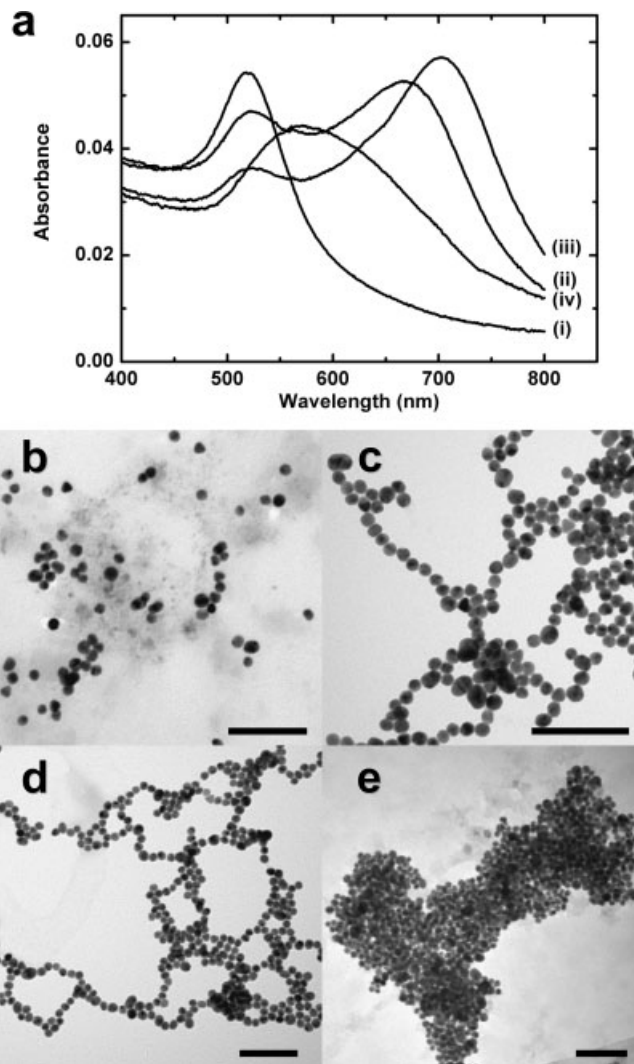 a
0.06
0.04
0.02
0.00
Absorbance
(iii)
(ii)
(iv)
(i)
400 500 600 700 800
Wavelength (nm)
b c
d e